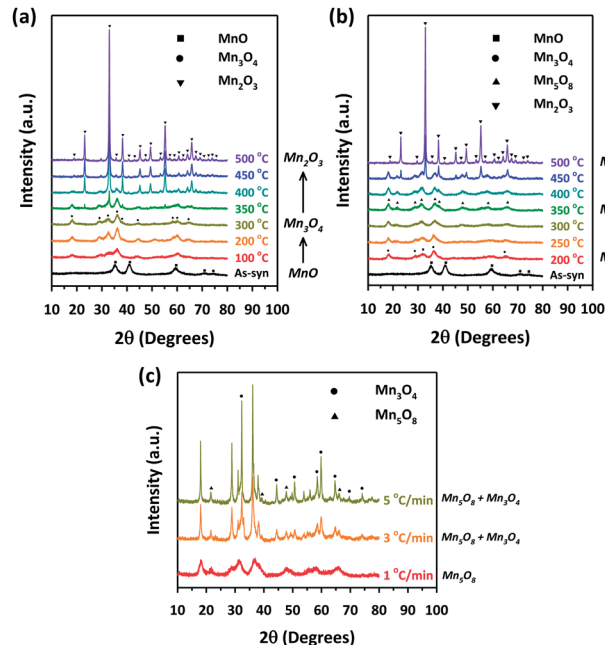 (a)
MnO
Mn3O4
Mn2O3
Intensity (a.u.)
500 °C
450 °C
400 °C
350 °C
300 °C
200 °C
100 °C
As-syn
Mn2O3
Mn3O4
MnO
10 20 30 40 50 60 70 80 90 100
2θ (Degrees)
(b)
MnO
Mn3O4
Mn5O8
Mn2O3
Intensity (a.u.)
500 °C
450 °C
400 °C
350 °C
300 °C
250 °C
200 °C
As-syn
M
M
10 20 30 40 50 60 70 80 90 100
2θ (Degrees)
(c)
Mn3O4
Mn5O8
Intensity (a.u.)
5 °C/min Mn5O8 + Mn3O4
3 °C/min Mn5O8 + Mn3O4
1 °C/min Mn5O8
10 20 30 40 50 60 70 80 90 100
2θ (Degrees)